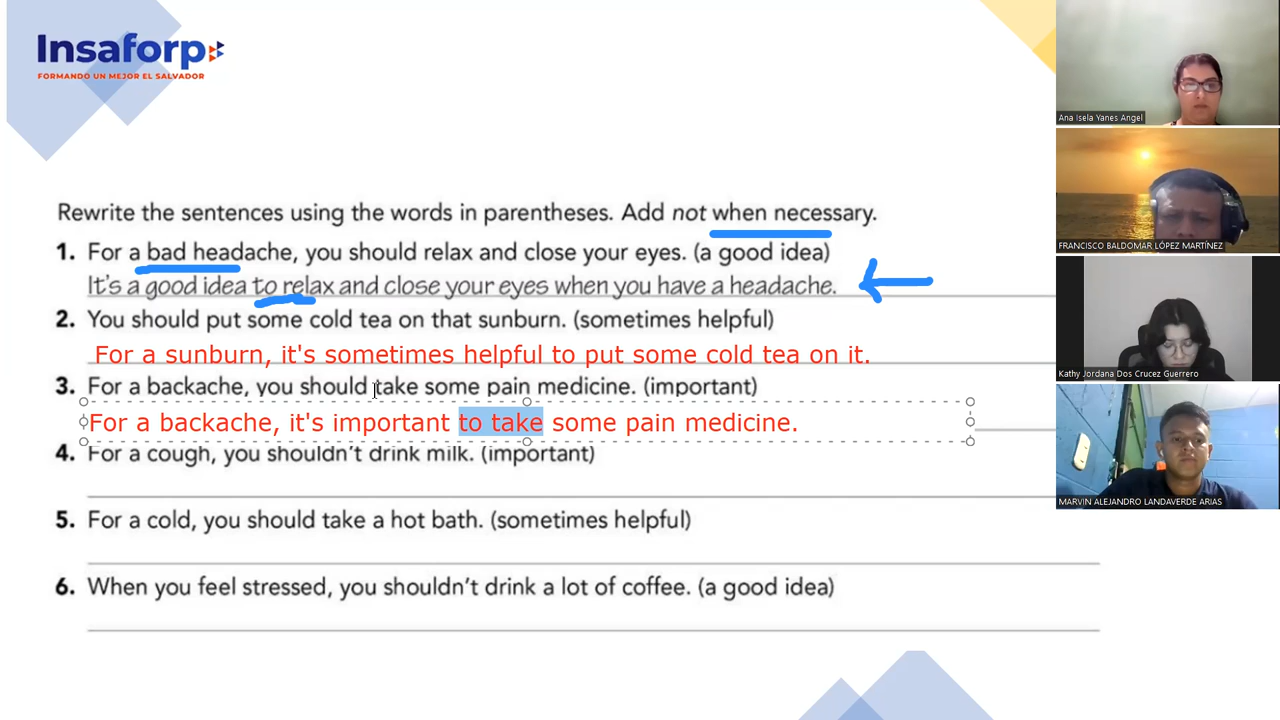 Insaforp
FORMANDO UN MEJOR EL SALVADOR
Rewrite the sentences using the words in parentheses. Add not when necessary.
1. For a bad headache, you should relax and close your eyes. (a good idea)
It's a good idea to relax and close your eyes when you have a headache.
2. You should put some cold tea on that sunburn. (sometimes helpful)
For a sunburn, it's sometimes helpful to put some cold tea on it.
3. For a backache, you should take some pain medicine. (important)
For a backache, it's important to take some pain medicine.
4. For a cough, you shouldn't drink milk. (important)
5. For a cold, you should take a hot bath. (sometimes helpful)
6. When you feel stressed, you shouldn't drink a lot of coffee. (a good idea)
Ana Isela Yanes Angel
FRANCISCO BALDOMAR LÓPEZ MARTÍNEZ
Kathy Jordana Dos Crucez Guerrero
MARVIN ALEJANDRO LANDAVERDE ARIAS